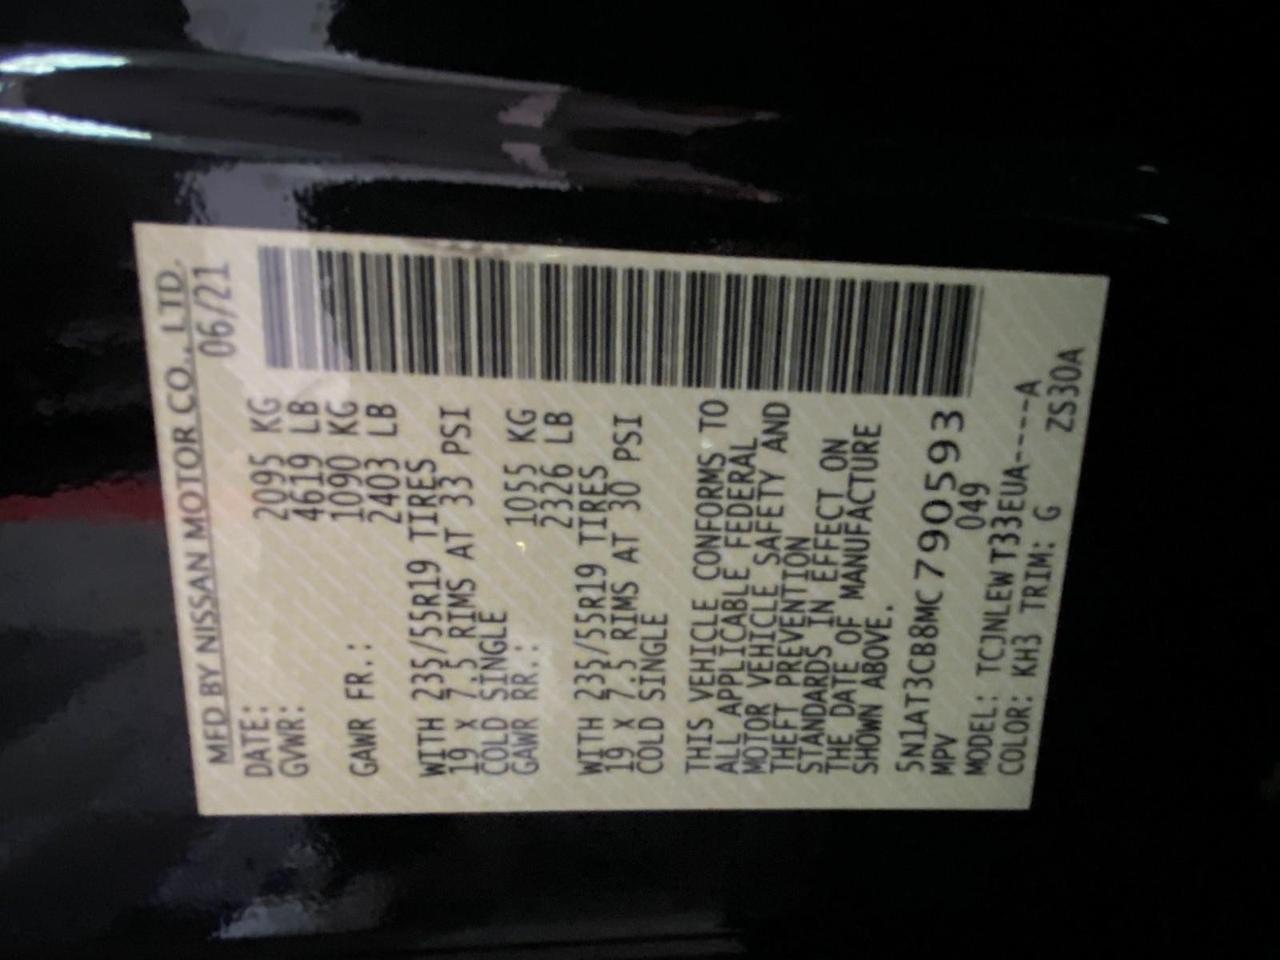 MFD BY NISSAN MOTOR CO., LTD.
DATE: 06/21
GVWR: 2095 KG
4619 LB
GAWR FR.: 1090 KG
2403 LB
WITH 235/55R19 TIRES
19 X 7.5 RIMS AT 33 PSI
COLD SINGLE
GAWR RR.: 1055 KG
2326 LB
WITH 235/55R19 TIRES
19 X 7.5 RIMS AT 30 PSI
COLD SINGLE
THIS VEHICLE CONFORMS TO
ALL APPLICABLE FEDERAL
MOTOR VEHICLE SAFETY AND
THEFT PREVENTION
STANDARDS IN EFFECT ON
THE DATE OF MANUFACTURE
SHOWN ABOVE.
5N1AT3CB8MC790593
MPV 049
MODEL: TCJNLEWT33EUA----A
COLOR: KH3 TRIM: G ZS30A